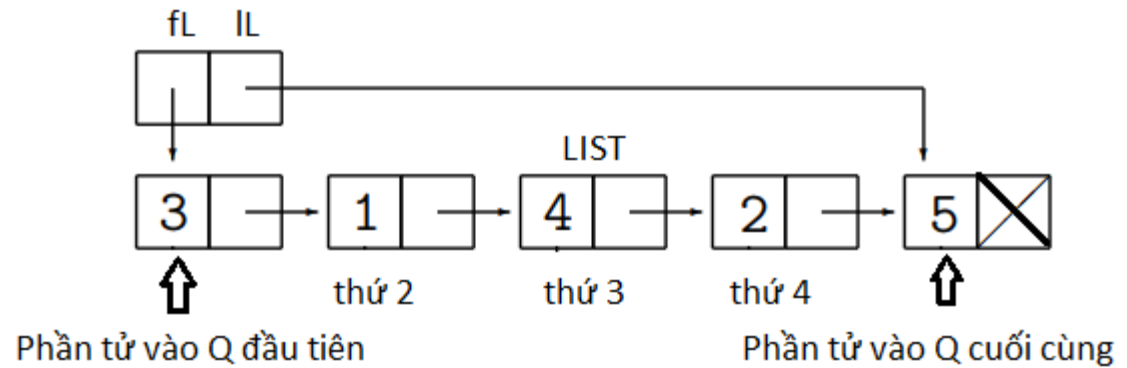 fL lL
LIST
3 1 4 2 5
thứ 2 thứ 3 thứ 4
Phần tử vào Q đầu tiên Phần tử vào Q cuối cùng